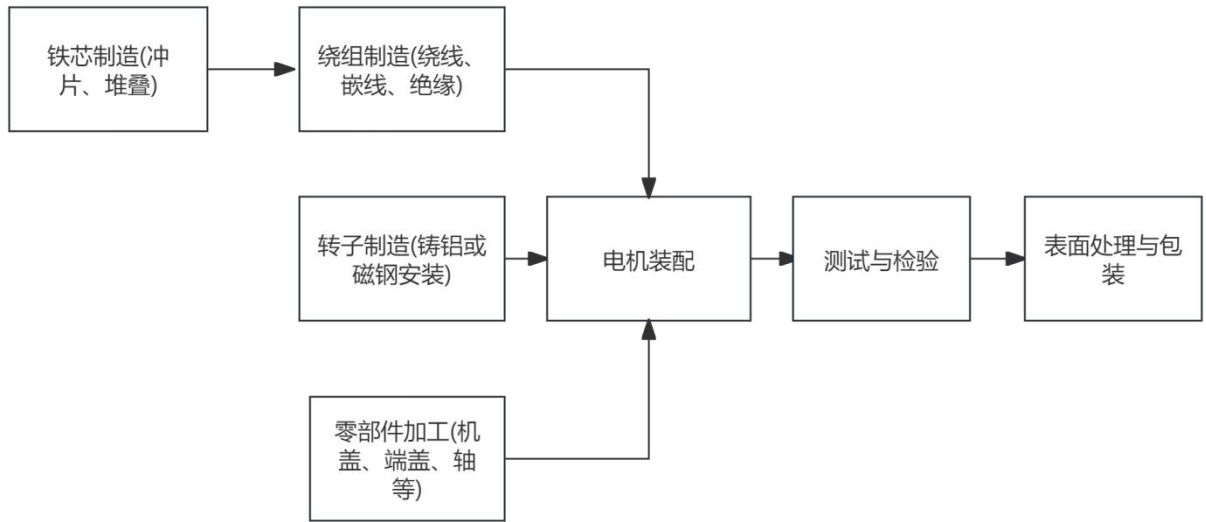 铁芯制造(冲
片、堆叠)
绕组制造(绕线、
嵌线、绝缘)
转子制造(铸铝或
磁钢安装)
电机装配
测试与检验
表面处理与包
装
零部件加工(机
盖、端盖、轴
等)